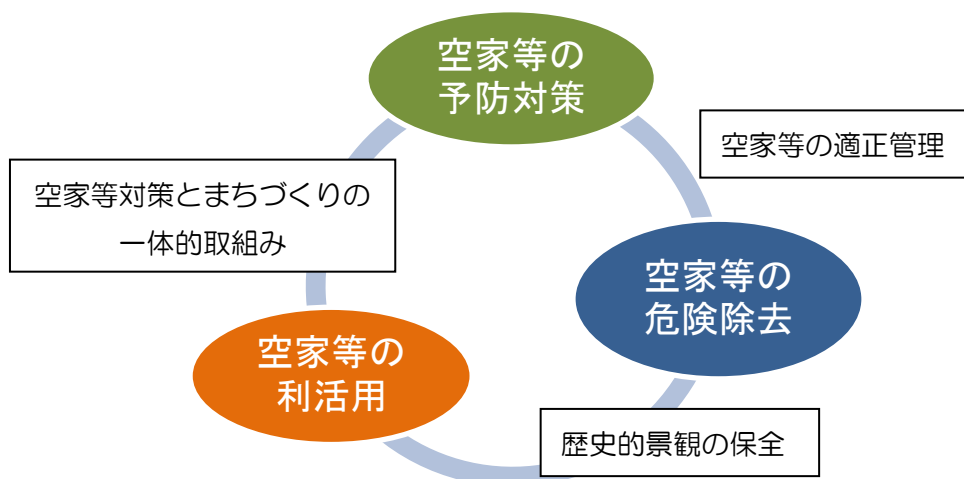 空家等の
予防対策
空家等の適正管理
空家等対策とまちづくりの
一体的取組み
空家等の
危険除去
空家等の
利活用
歴史的景観の保全